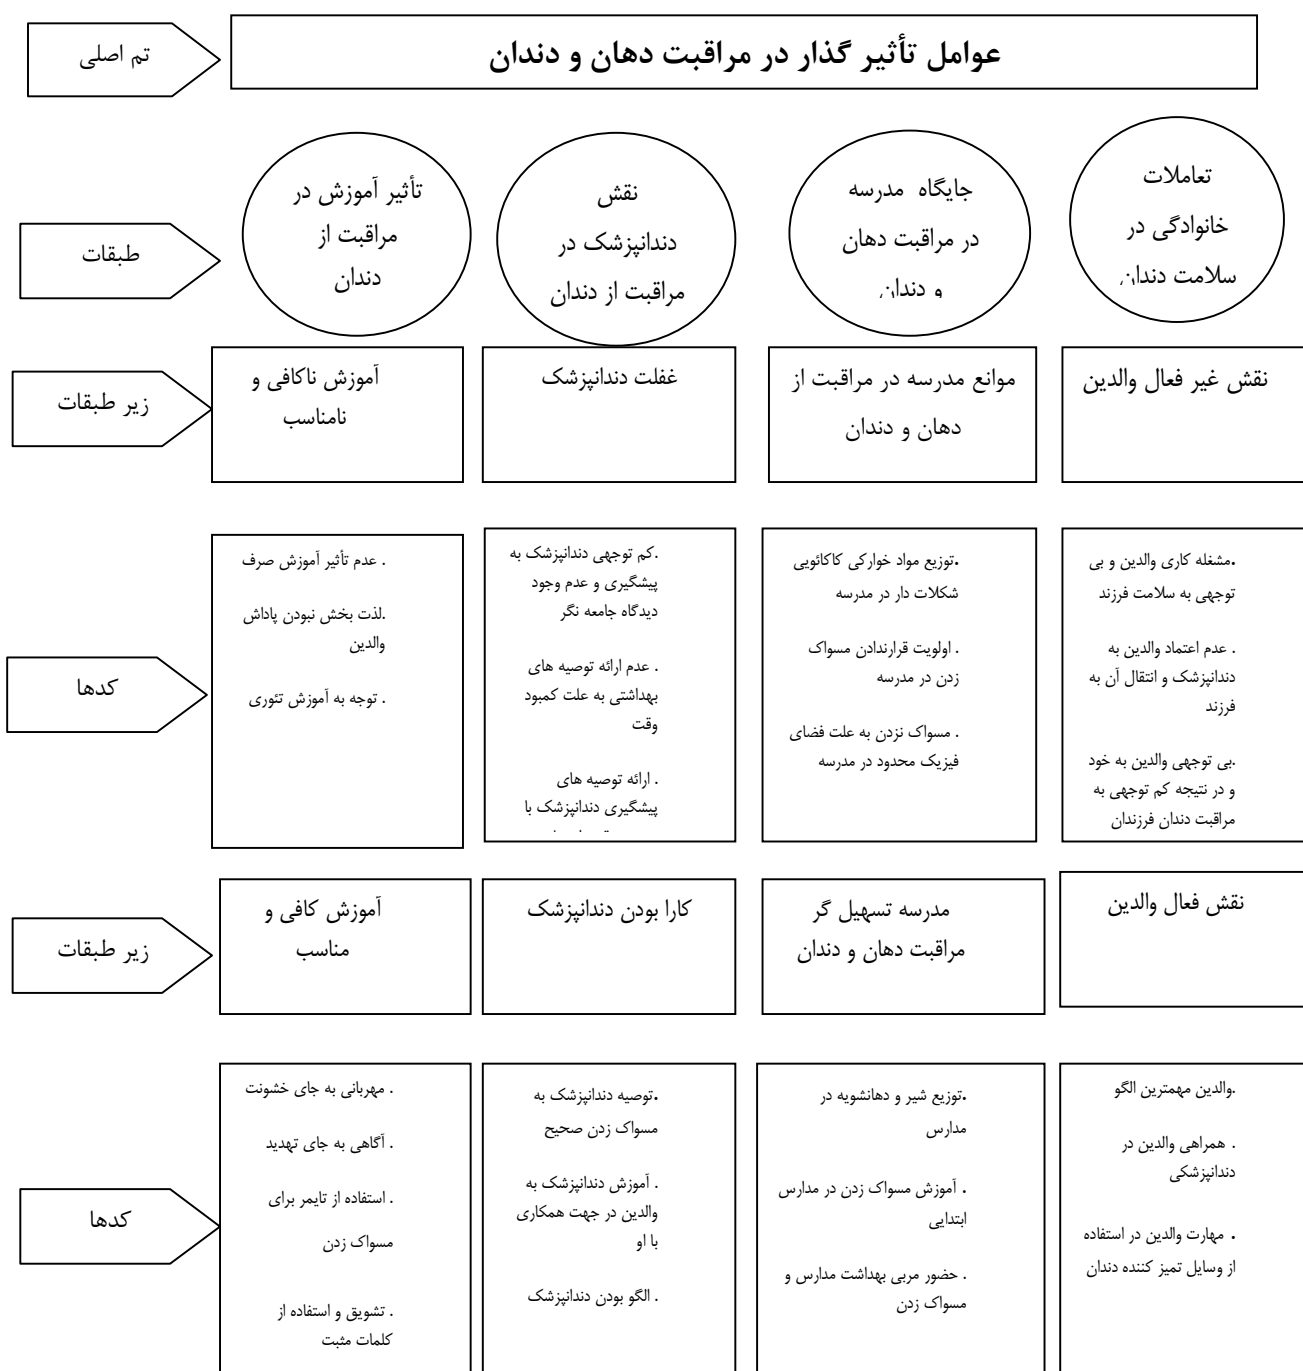 تم اصلی
عوامل تأثیر گذار در مراقبت دهان و دندان
طبقات
تعاملات
خانوادگی در
سلامت دندان
جایگاه مدرسه
در مراقبت دهان
و دندان
نقش
دندانپزشک در
مراقبت از دندان
تأثیر آموزش در
مراقبت از
دندان
زیر طبقات
نقش غیر فعال والدین
موانع مدرسه در مراقبت از
دهان و دندان
غفلت دندانپزشک
آموزش ناکافی و
نامناسب
کدها
.مشغله کاری والدین و بی
توجهی به سلامت فرزند
. عدم اعتماد والدین به
دندانپزشک و انتقال آن به
فرزند
.بی توجهی والدین به خود
و در نتیجه کم توجهی به
مراقبت دندان فرزندان
.توزیع مواد خوارکی کاکائویی
شکلات دار در مدرسه
. اولویت قرارندادن مسواک
زدن در مدرسه
. مسواک نزدن به علت فضای
فیزیک محدود در مدرسه
.کم توجهی دندانپزشک به
پیشگیری و عدم وجود
دیدگاه جامعه نگر
. عدم ارائه توصیه های
بهداشتی به علت کمبود
وقت
. ارائه توصیه های
پیشگیری دندانپزشک با
. عدم تأثیر آموزش صرف
.لذت بخش نبودن پاداش
والدین
. توجه به آموزش تئوری
زیر طبقات
نقش فعال والدین
مدرسه تسهیل گر
مراقبت دهان و دندان
کارا بودن دندانپزشک
آموزش کافی و
مناسب
کدها
.والدین مهمترین الگو
. همراهی والدین در
دندانپزشکی
. مهارت والدین در استفاده
از وسایل تمیز کننده دندان
.توزیع شیر و دهانشویه در
مدارس
. آموزش مسواک زدن در مدارس
ابتدایی
. حضور مربی بهداشت مدارس و
مسواک زدن
.توصیه دندانپزشک به
مسواک زدن صحیح
. آموزش دندانپزشک به
والدین در جهت همکاری
با او
. الگو بودن دندانپزشک
. مهربانی به جای خشونت
. آگاهی به جای تهدید
. استفاده از تایمر برای
مسواک زدن
. تشویق و استفاده از
کلمات مثبت